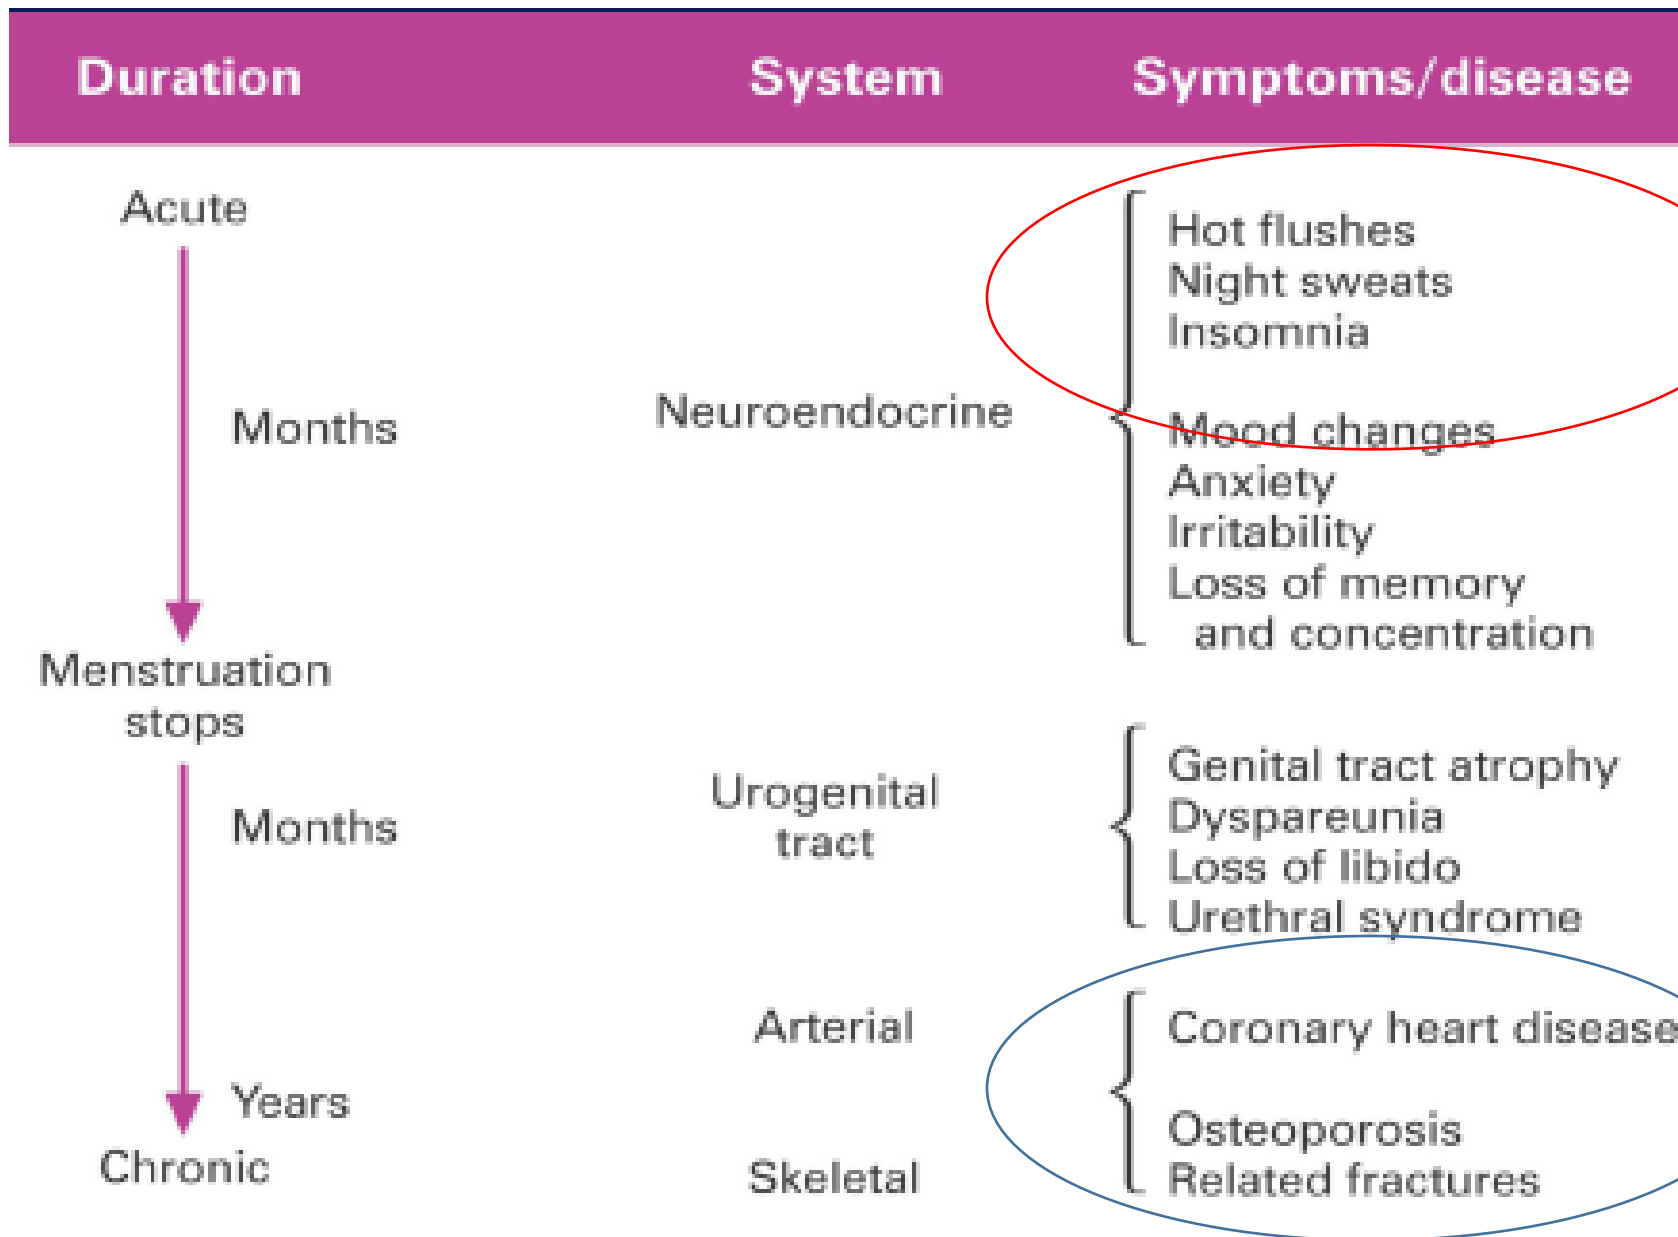 Duration System Symptoms/disease
Acute
Months
Menstruation
stops
Months
Years
Chronic
Neuroendocrine
Hot flushes
Night sweats
Insomnia
Mood changes
Anxiety
Irritability
Loss of memory
and concentration
Urogenital
tract
Genital tract atrophy
Dyspareunia
Loss of libido
Urethral syndrome
Arterial
Coronary heart disease
Skeletal
Osteoporosis
Related fractures